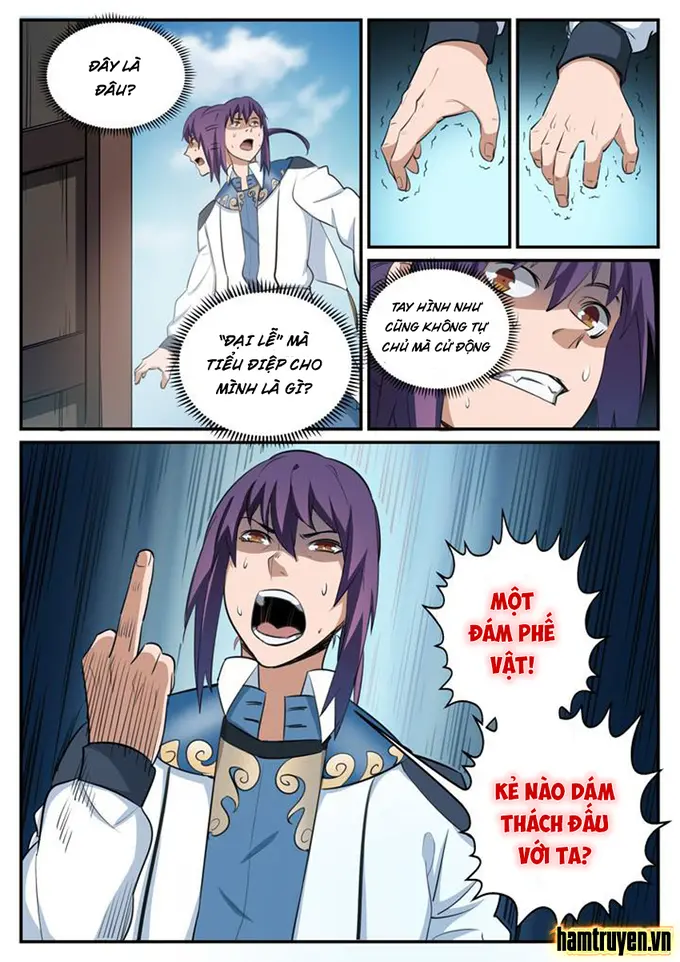 ĐÂY LÀ
ĐÂU?
"ĐẠI LỄ" MÀ
TIỂU ĐIỆP CHO
MÌNH LÀ GÌ?
TAY HÌNH NHƯ
CŨNG KHÔNG TỰ
CHỦ MÀ CỬ ĐỘNG
MỘT
ĐÁM PHẾ
VẬT!
KẺ NÀO DÁM
THÁCH ĐẤU
VỚI TA?
hamtruyen.vn